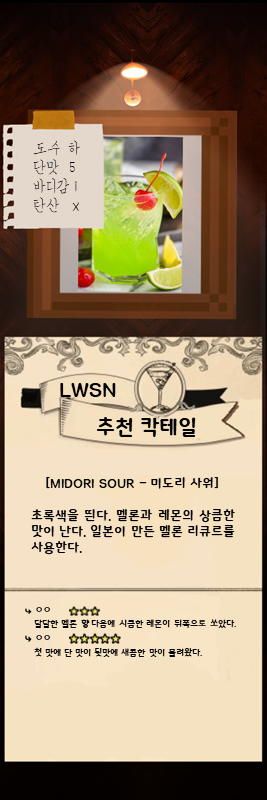 도수 하
단맛 5
바디감 1
탄산 x
LWSN
추천 칵테일
[MIDORI SOUR - 미도리 사워]
초록색을 띈다. 멜론과 레몬의 상큼한
맛이 난다. 일본이 만든 멜론 리큐르를
사용한다.
↳ ㅇㅇ ☆☆☆
달달한 멜론 향 다음에 시큼한 레몬이 뒤쪽으로 쏘았다.
↳ ㅇㅇ ☆☆☆☆☆
첫 맛에 단 맛이 뒷맛에 새콤한 맛이 몰려왔다.